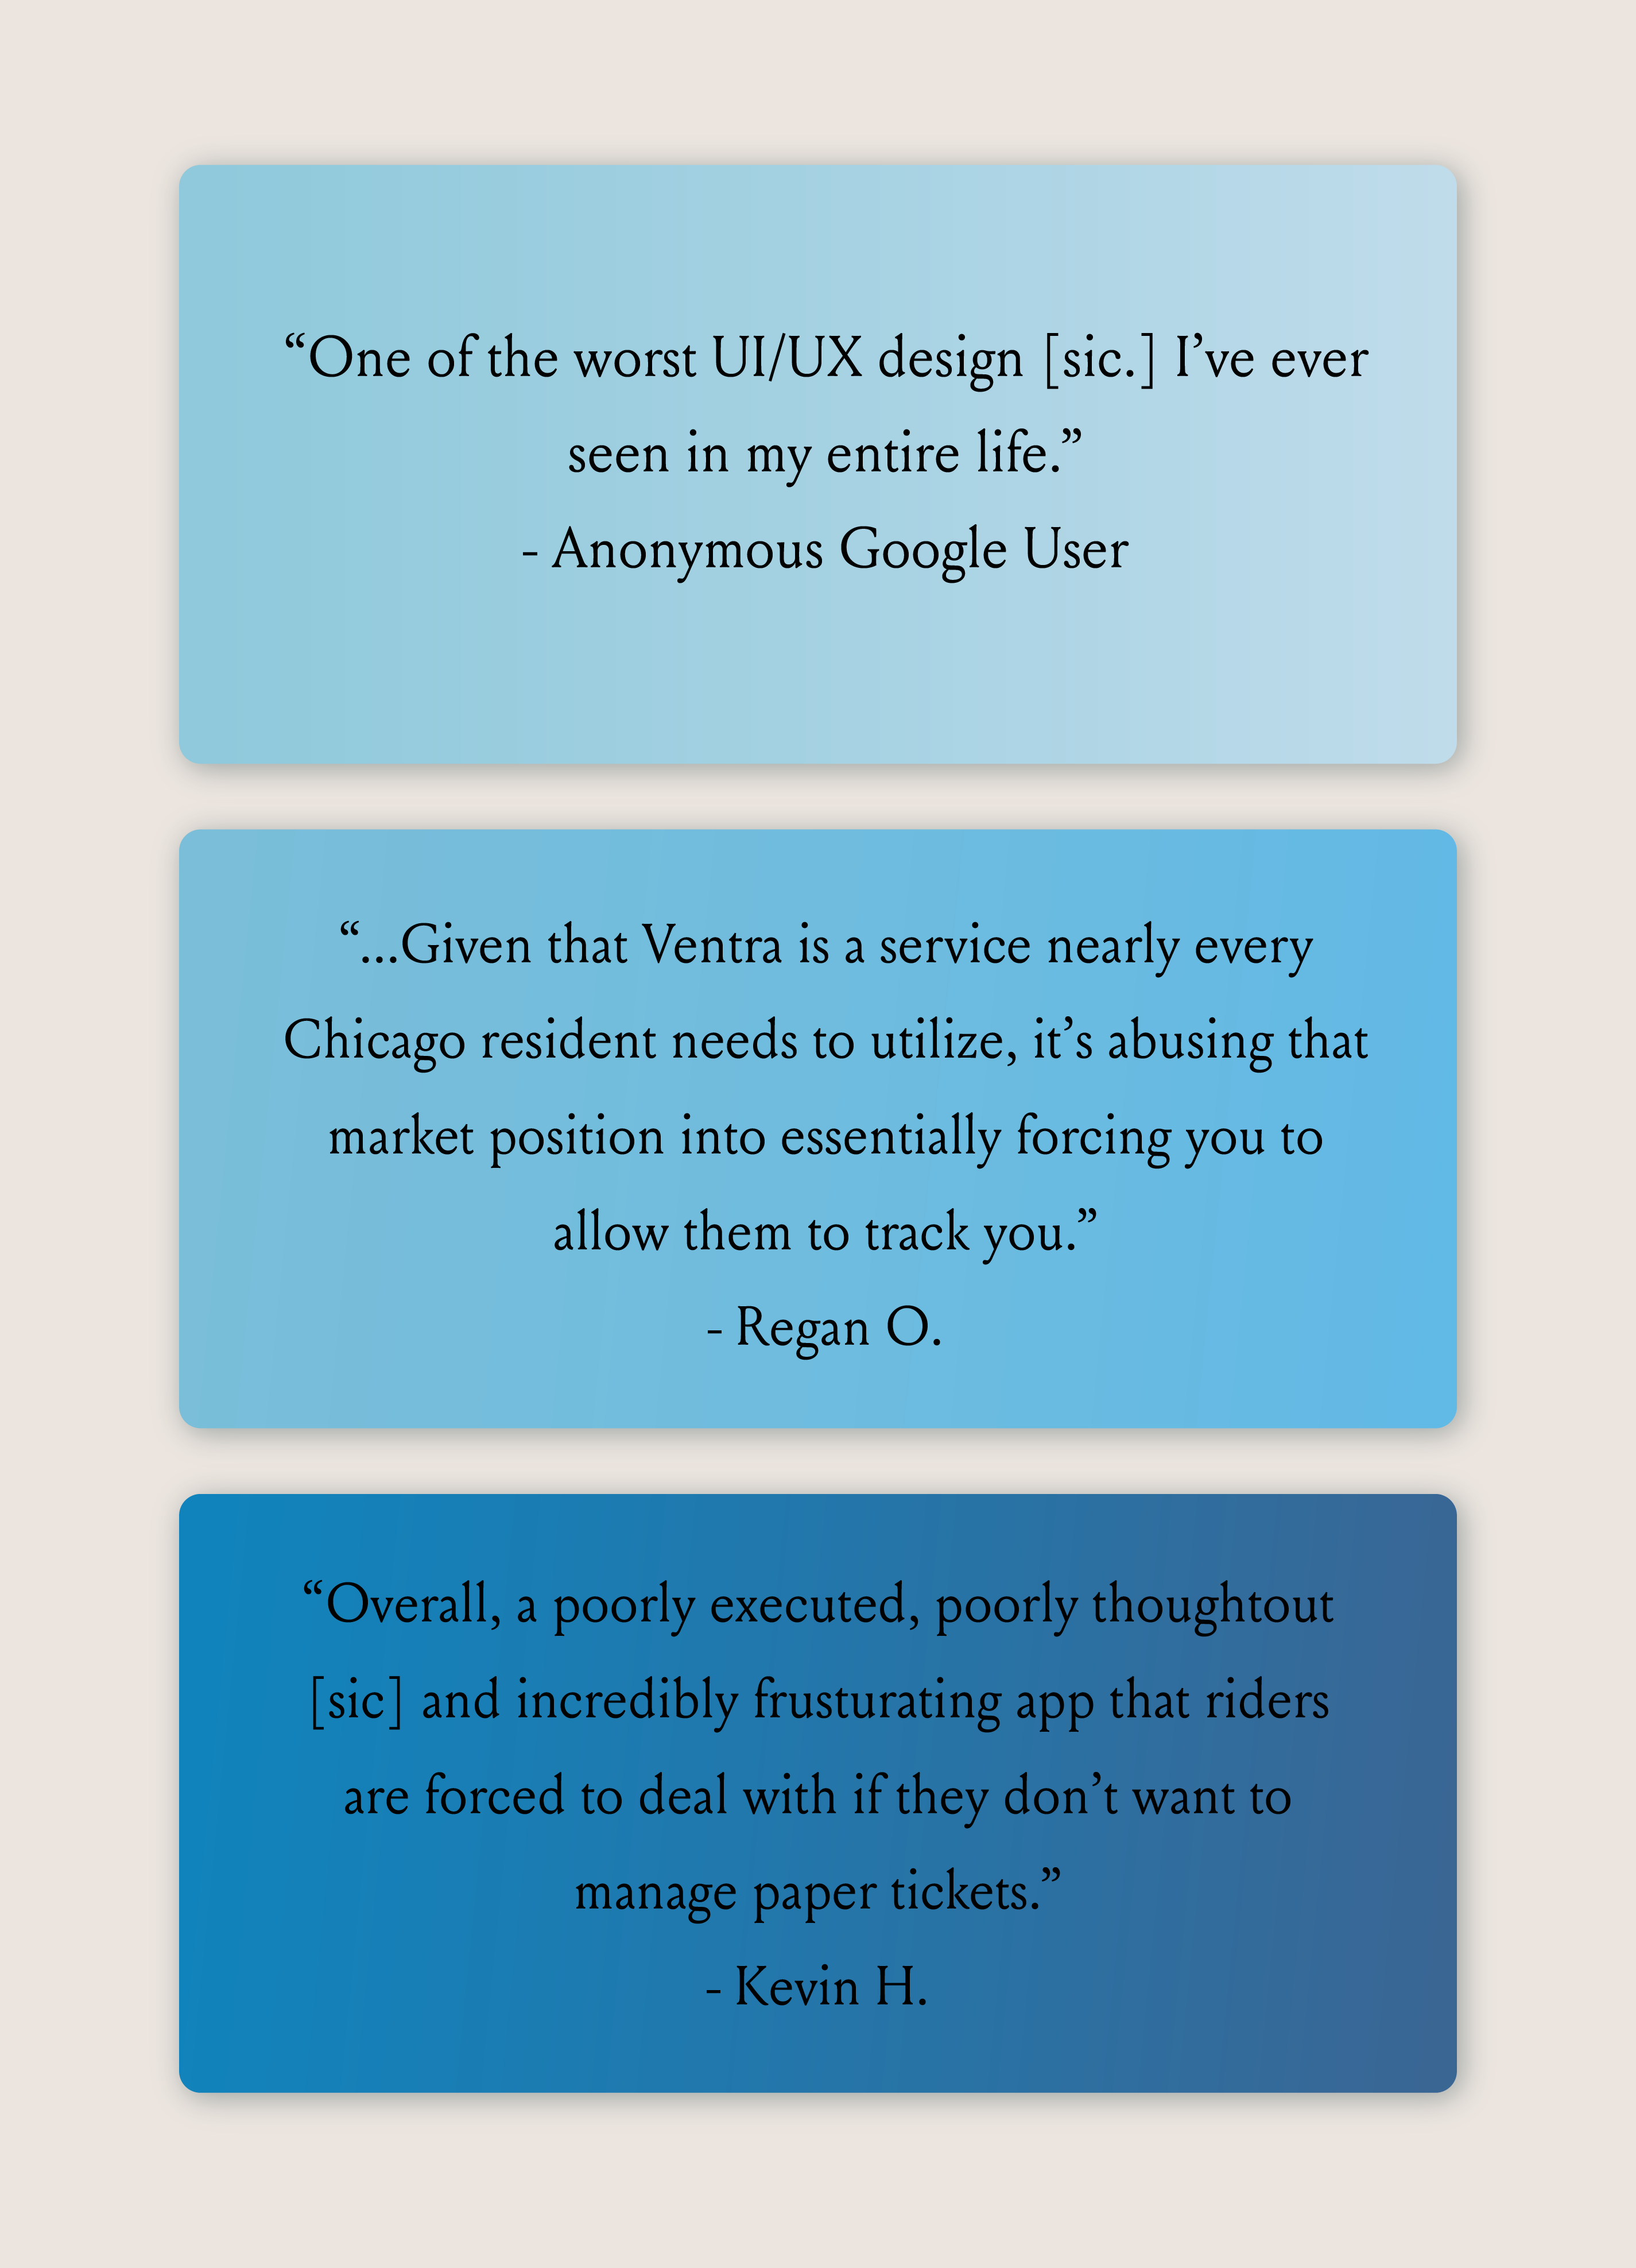 “One of the worst UI/UX design [sic.] I’ve ever
seen in my entire life.”
- Anonymous Google User
“...Given that Ventra is a service nearly every
Chicago resident needs to utilize, it’s abusing that
market position into essentially forcing you to
allow them to track you.”
- Regan O.
“Overall, a poorly executed, poorly thoughtout
[sic] and incredibly frusturating app that riders
are forced to deal with if they don’t want to
manage paper tickets.”
- Kevin H.